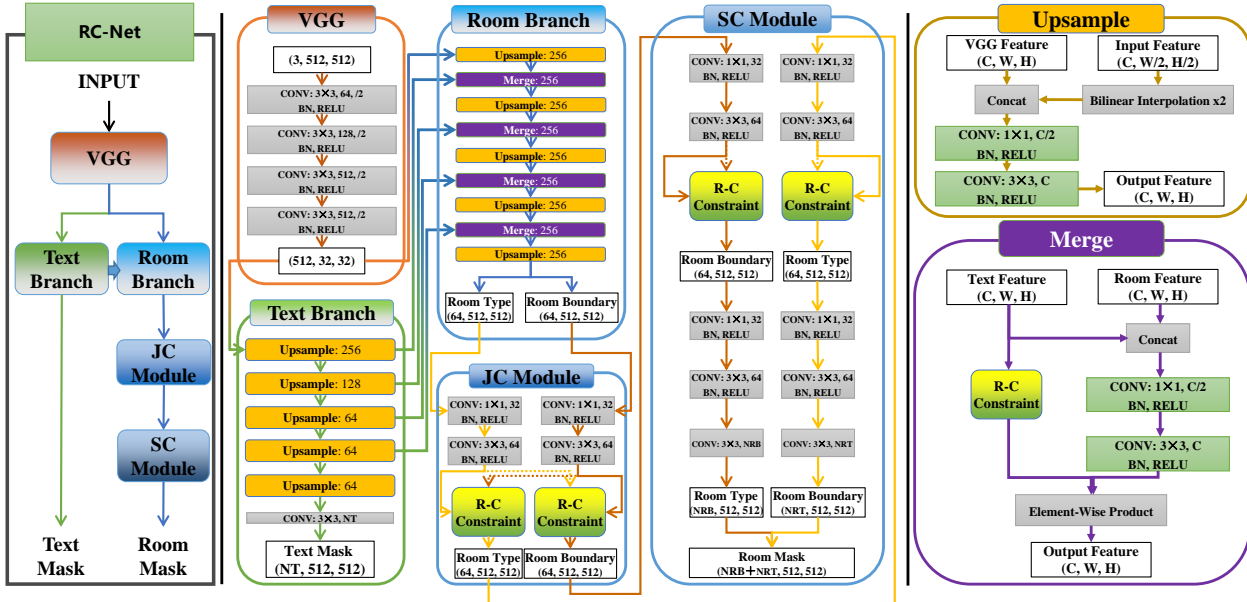 RC-Net
INPUT
VGG
Text
Branch
Room
Branch
JC
Module
SC
Module
Text
Mask
Room
Mask
VGG
(3, 512, 512)
CONV: 3×3, 64, /2
BN, RELU
CONV: 3×3, 128, /2
BN, RELU
CONV: 3×3, 512, /2
BN, RELU
CONV: 3×3, 512, /2
BN, RELU
(512, 32, 32)
Text Branch
Upsample: 256
Upsample: 128
Upsample: 64
Upsample: 64
Upsample: 64
CONV: 3×3, NT
Text Mask
(NT, 512, 512)
Room Branch
Upsample: 256
Merge: 256
Upsample: 256
Merge: 256
Upsample: 256
Merge: 256
Upsample: 256
Merge: 256
Upsample: 256
Room Type
(64, 512, 512)
Room Boundary
(64, 512, 512)
JC Module
CONV: 1×1, 32
BN, RELU
CONV: 1×1, 32
BN, RELU
CONV: 3×3, 64
BN, RELU
CONV: 3×3, 64
BN, RELU
R-C
Constraint
R-C
Constraint
Room Type
(64, 512, 512)
Room Boundary
(64, 512, 512)
SC Module
CONV: 1×1, 32
BN, RELU
CONV: 1×1, 32
BN, RELU
CONV: 3×3, 64
BN, RELU
CONV: 3×3, 64
BN, RELU
R-C
Constraint
R-C
Constraint
Room Boundary
(64, 512, 512)
Room Type
(64, 512, 512)
CONV: 1×1, 32
BN, RELU
CONV: 1×1, 32
BN, RELU
CONV: 3×3, 64
BN, RELU
CONV: 3×3, 64
BN, RELU
CONV: 3×3, NRB
CONV: 3×3, NRT
Room Type
(NRB, 512, 512)
Room Boundary
(NRT, 512, 512)
Room Mask
(NRB+NRT, 512, 512)
Upsample
VGG Feature
(C, W, H)
Input Feature
(C, W/2, H/2)
Concat
Bilinear Interpolation x2
CONV: 1×1, C/2
BN, RELU
CONV: 3×3, C
BN, RELU
Output Feature
(C, W, H)
Merge
Text Feature
(C, W, H)
Room Feature
(C, W, H)
Concat
R-C
Constraint
CONV: 1×1, C/2
BN, RELU
CONV: 3×3, C
BN, RELU
Element-Wise Product
Output Feature
(C, W, H)